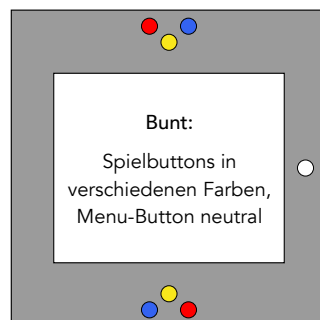 Bunt:
Spielbuttons in
verschiedenen Farben,
Menu-Button neutral